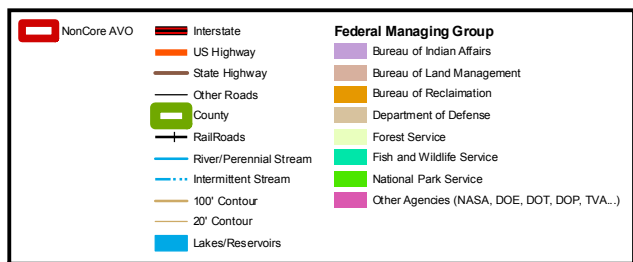 NonCore AVO
Interstate
US Highway
State Highway
Other Roads
County
RailRoads
River/Perennial Stream
Intermittent Stream
100' Contour
20' Contour
Lakes/Reservoirs
Federal Managing Group
Bureau of Indian Affairs
Bureau of Land Management
Bureau of Reclamation
Department of Defense
Forest Service
Fish and Wildlife Service
National Park Service
Other Agencies (NASA, DOE, DOT, DOP, TVA...)